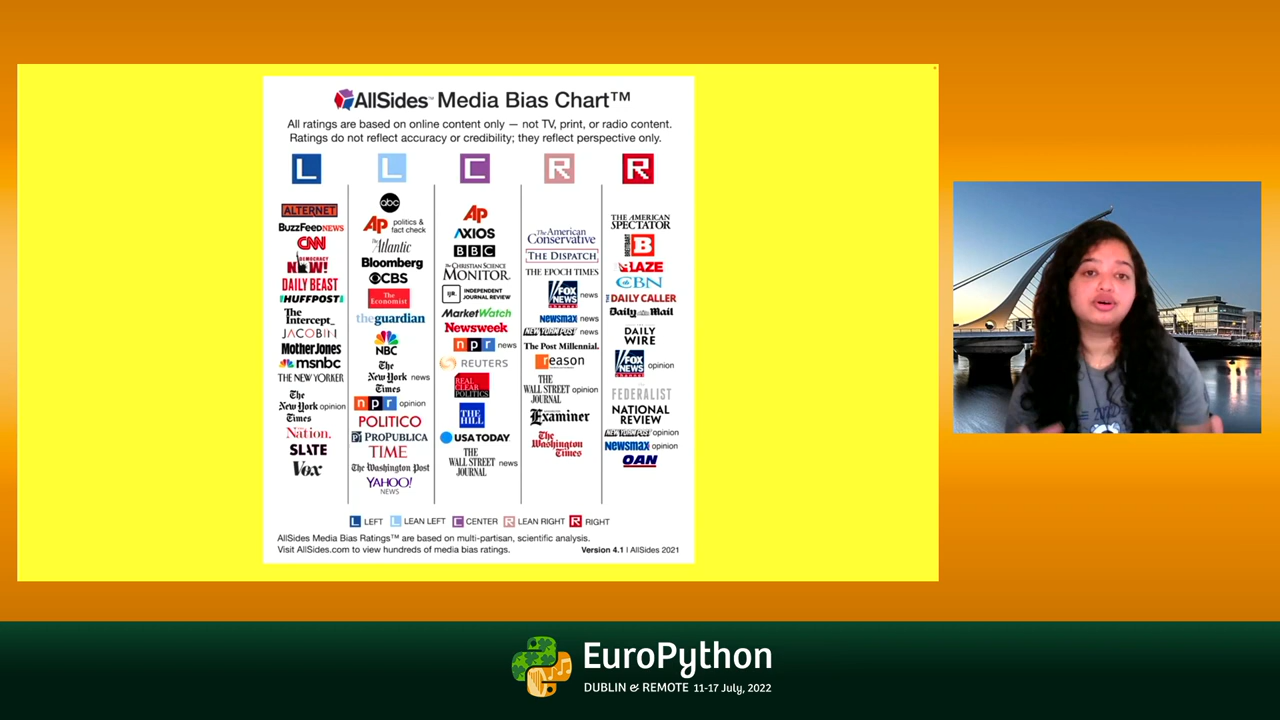 AllSides Media Bias Chart™
All ratings are based on online content only — not TV, print, or radio content.
Ratings do not reflect accuracy or credibility; they reflect perspective only.
L
L
C
R
R
ALTERNET
BuzzFeed NEWS
CNN
DEMOCRACY
NOW!
DAILY BEAST
HUFFPOST
The
Intercept_
JACOBIN
Mother Jones
msnbc
THE NEW YORKER
The
New York
Times
opinion
The Nation.
SLATE
Vox
abc
AP politics &
fact check
The Atlantic
Bloomberg
CBS
The
Economist
the guardian
NBC
The
New York
Times
news
npr opinion
POLITICO
PROPUBLICA
TIME
The Washington Post
YAHOO!
NEWS
AP
AXIOS
BBC
The CHRISTIAN SCIENCE
MONITOR
IJR. INDEPENDENT
JOURNAL REVIEW
MarketWatch
Newsweek
npr news
REUTERS
REAL
CLEAR
POLITICS
THE
HILL
USA TODAY
THE
WALL STREET
JOURNAL
news
The American
Conservative
THE DISPATCH
THE EPOCH TIMES
FOX
NEWS
channel
news
Newsmax news
NEW YORK POST news
The Post Millennial.
reason
THE
WALL STREET
JOURNAL
opinion
Examiner
The
Washington
Times
THE AMERICAN
SPECTATOR
BREITBART
B
BLAZE
CBN
THE DAILY CALLER
Daily Mail
DAILY
WIRE
FOX
NEWS
channel
opinion
THE
FEDERALIST
NATIONAL
REVIEW
NEW YORK POST opinion
Newsmax opinion
OAN
L LEFT L LEAN LEFT C CENTER R LEAN RIGHT R RIGHT
AllSides Media Bias Ratings™ are based on multi-partisan, scientific analysis.
Visit AllSides.com to view hundreds of media bias ratings.
Version 4.1 | AllSides 2021
EuroPython
DUBLIN & REMOTE 11-17 July, 2022